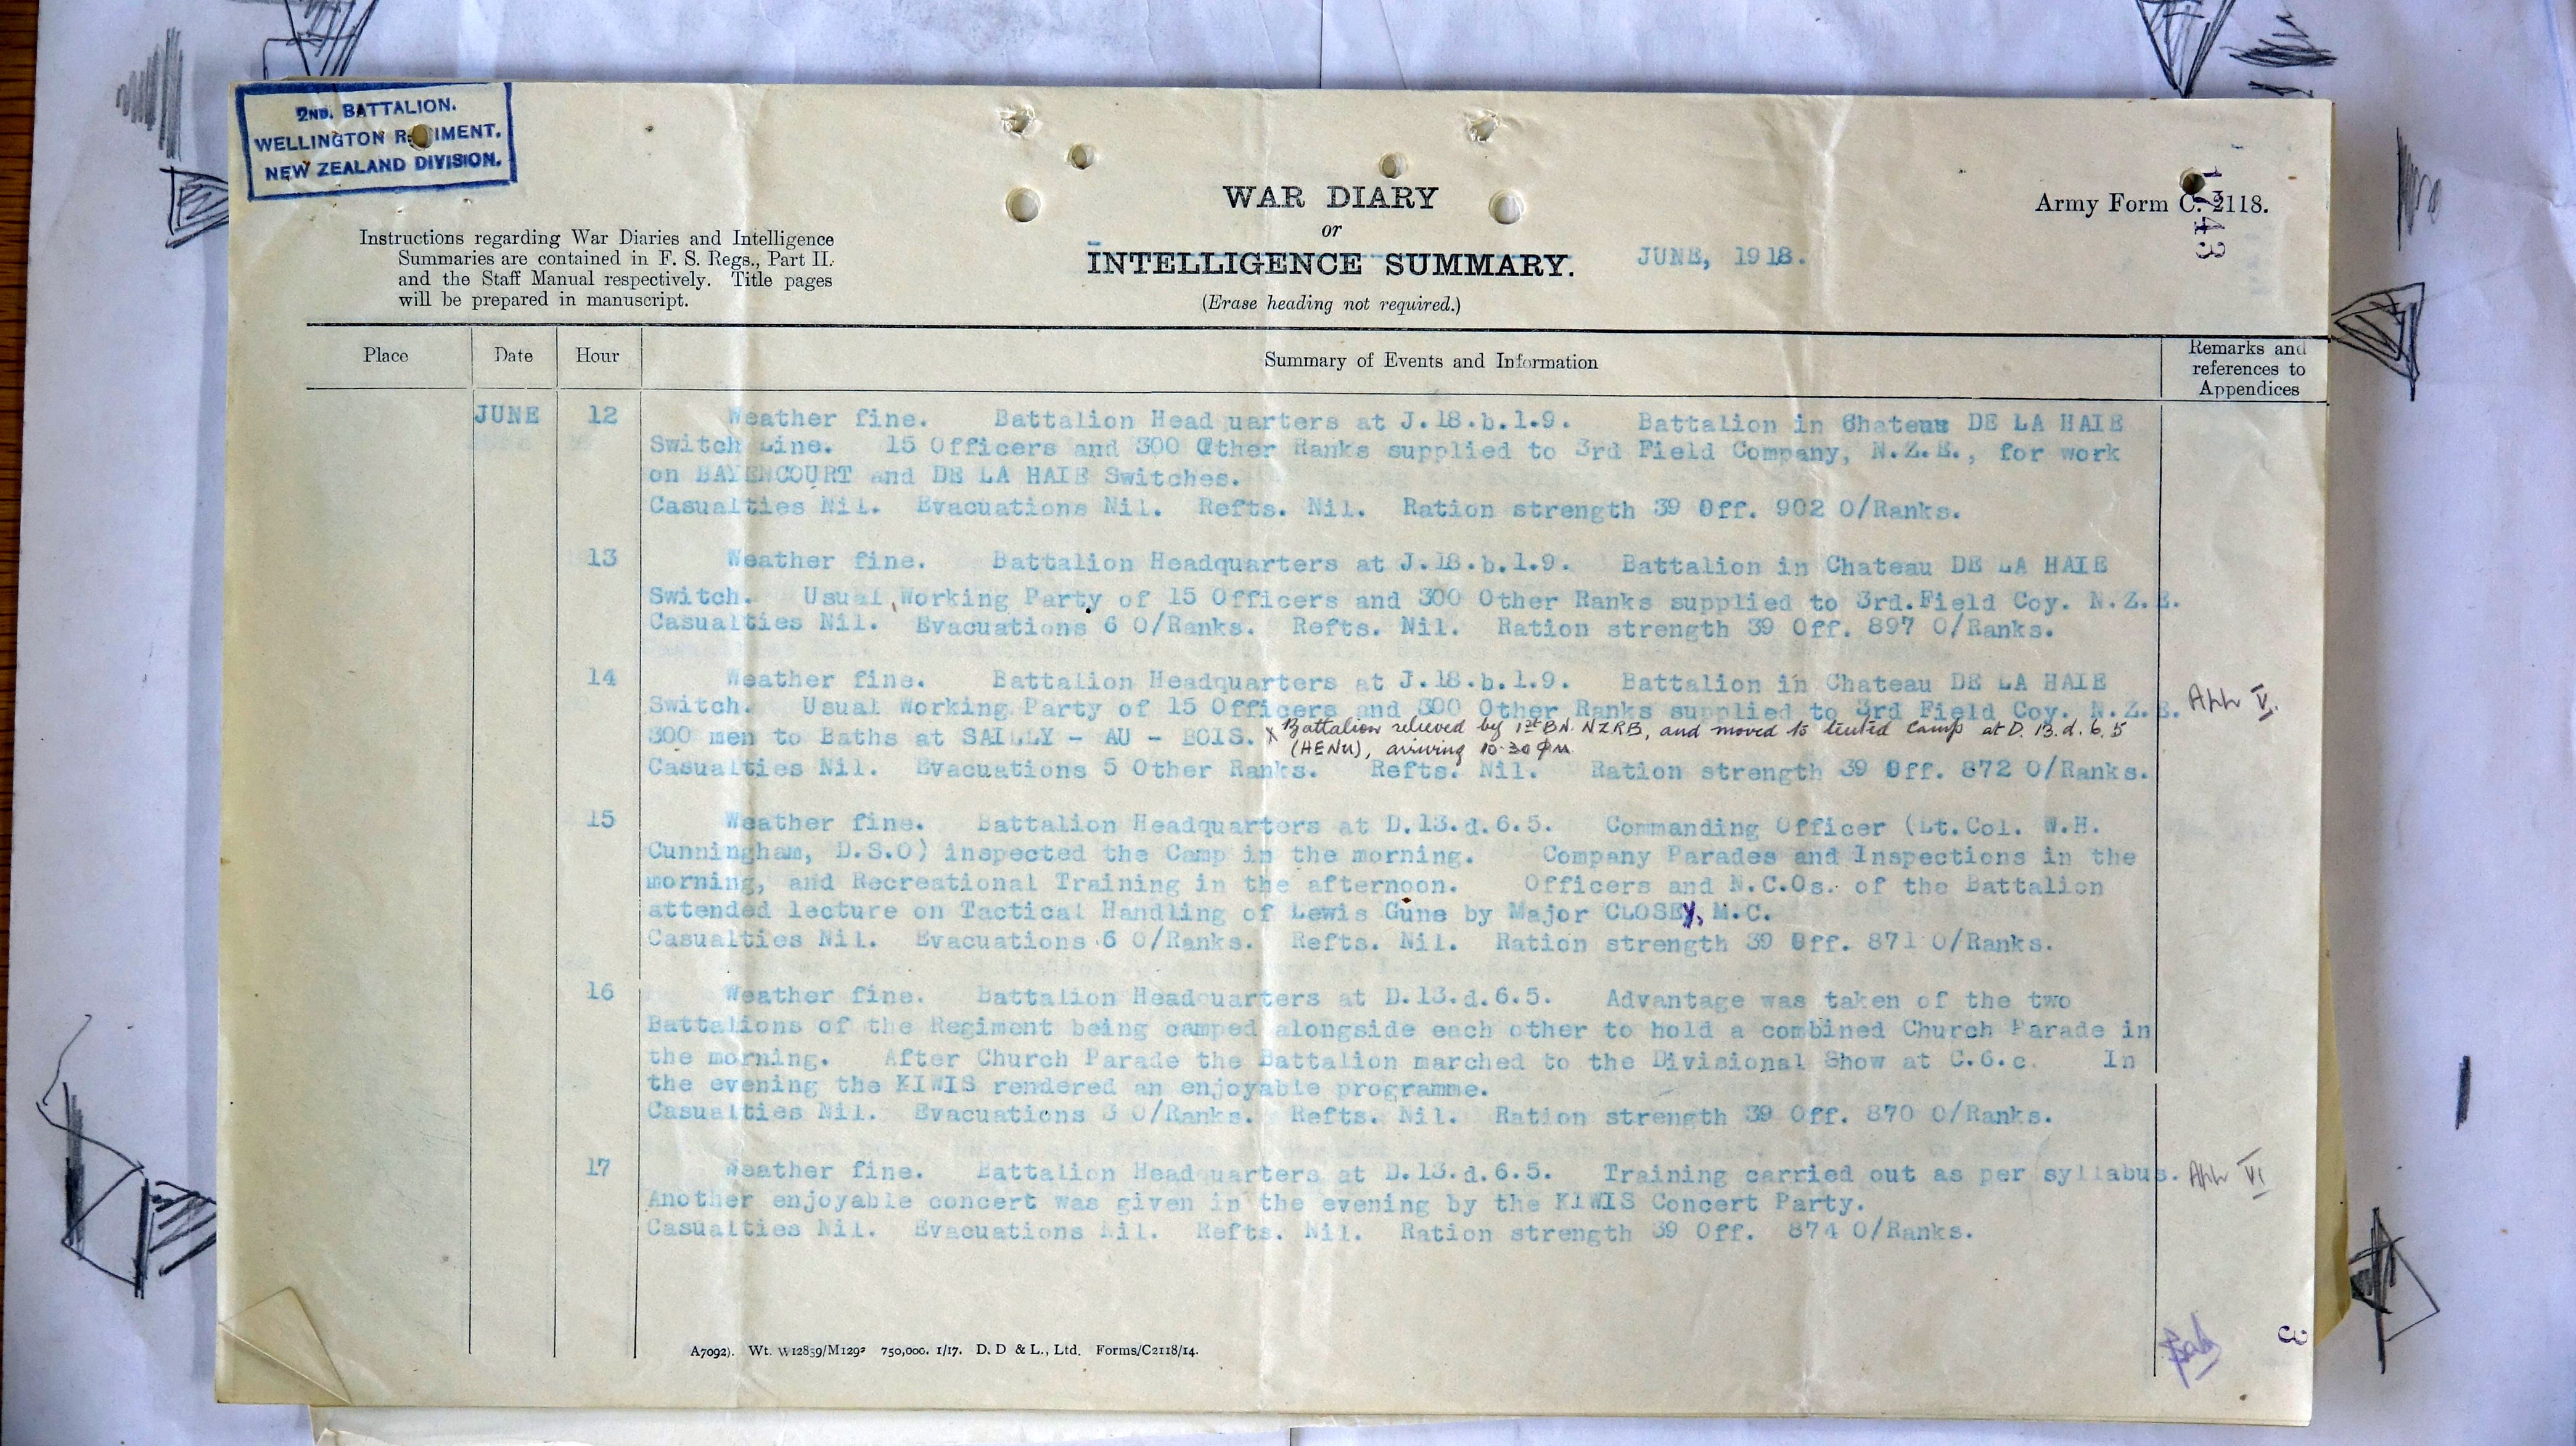 2ND. BATTALION.
WELLINGTON REGIMENT.
NEW ZEALAND DIVISION.
WAR DIARY
or
INTELLIGENCE SUMMARY.
JUNE, 1918.
(Erase heading not required.)
Army Form C. 2118.
Instructions regarding War Diaries and Intelligence
Summaries are contained in F. S. Regs., Part II.
and the Staff Manual respectively. Title pages
will be prepared in manuscript.
Place Date Hour Summary of Events and Information Remarks and
references to
Appendices
JUNE 12 Weather fine. Battalion Head uarters at J.18.b.1.9. Battalion in Chateau DE LA HAIE
Switch Line. 15 Officers and 300 Other Ranks supplied to 3rd Field Company, N.Z.E., for work
on BAYENCOURT and DE LA HAIE Switches.
Casualties Nil. Evacuations Nil. Refts. Nil. Ration strength 39 Off. 902 O/Ranks.
13 Weather fine. Battalion Headquarters at J.18.b.1.9. Battalion in Chateau DE LA HAIE
Switch. Usual Working Party of 15 Officers and 300 Other Ranks supplied to 3rd.Field Coy. N.Z.E.
Casualties Nil. Evacuations 6 O/Ranks. Refts. Nil. Ration strength 39 Off. 897 O/Ranks.
14 Weather fine. Battalion Headquarters at J.18.b.1.9. Battalion in Chateau DE LA HAIE
Switch. Usual Working Party of 15 Officers and 300 Other Ranks supplied to 3rd Field Coy. N.Z.E. App V.
300 men to Baths at SAILLY - AU - BOIS. x Battalion relieved by 1st BN. NZRB, and moved to tented camp at D.13.d.6.5
(HENU), arriving 10-30 PM
Casualties Nil. Evacuations 5 Other Ranks. Refts. Nil. Ration strength 39 Off. 872 O/Ranks.
15 Weather fine. Battalion Headquarters at D.13.d.6.5. Commanding Officer (Lt.Col. W.H.
Cunningham, D.S.O) inspected the Camp in the morning. Company Parades and Inspections in the
morning, and Recreational Training in the afternoon. Officers and N.C.Os. of the Battalion
attended lecture on Tactical Handling of Lewis Guns by Major CLOSEY, M.C.
Casualties Nil. Evacuations 6 O/Ranks. Refts. Nil. Ration strength 39 Off. 871 O/Ranks.
16 Weather fine. Battalion Headquarters at D.13.d.6.5. Advantage was taken of the two
Battalions of the Regiment being camped alongside each other to hold a combined Church Parade in
the morning. After Church Parade the Battalion marched to the Divisional Show at C.6.c. In
the evening the KIWIS rendered an enjoyable programme.
Casualties Nil. Evacuations 3 O/Ranks. Refts. Nil. Ration strength 39 Off. 870 O/Ranks.
17 Weather fine. Battalion Headquarters at D.13.d.6.5. Training carried out as per syllabus. App VI
Another enjoyable concert was given in the evening by the KIWIS Concert Party.
Casualties Nil. Evacuations Nil. Refts. Nil. Ration strength 39 Off. 874 O/Ranks.
A7092). Wt. W12859/M1293 750,000. 1/17. D. D & L., Ltd. Forms/C2118/14.
3